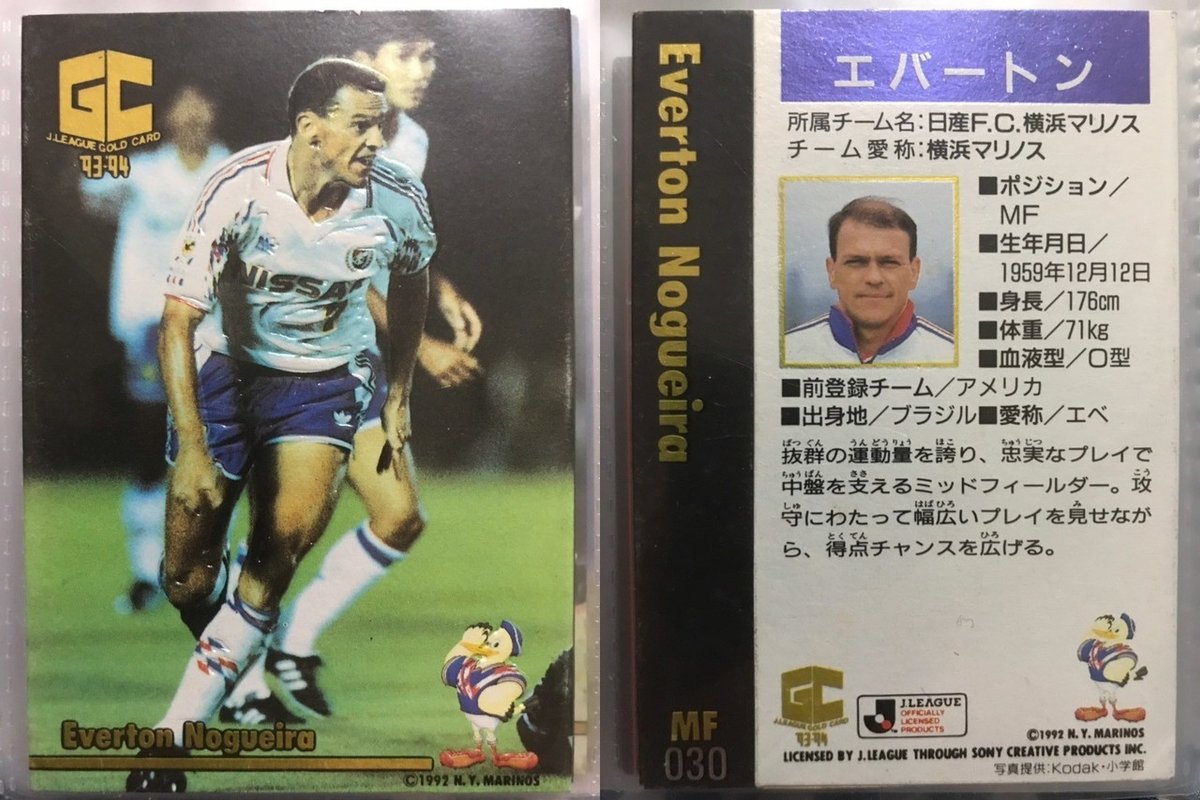 GC
J.LEAGUE GOLD CARD
'93-'94
NISSAN
Everton Nogueira
©1992 N.Y. MARINOS
Everton Nogueira
MF
030
エバートン
所属チーム名:日産F.C.横浜マリノス
チーム愛称:横浜マリノス
■ポジション/
MF
■生年月日/
1959年12月12日
■身長/176cm
■体重/71kg
■血液型/O型
■前登録チーム/アメリカ
■出身地/ブラジル■愛称/エベ
抜群の運動量を誇り、忠実なプレイで
中盤を支えるミッドフィールダー。攻
守にわたって幅広いプレイを見せなが
ら、得点チャンスを広げる。
GC
J.LEAGUE GOLD CARD
'93-'94
J.LEAGUE
OFFICIALLY
LICENSED
PRODUCTS
©1992 N.Y. MARINOS
LICENSED BY J.LEAGUE THROUGH SONY CREATIVE PRODUCTS INC.
写真提供:Kodak・小学館